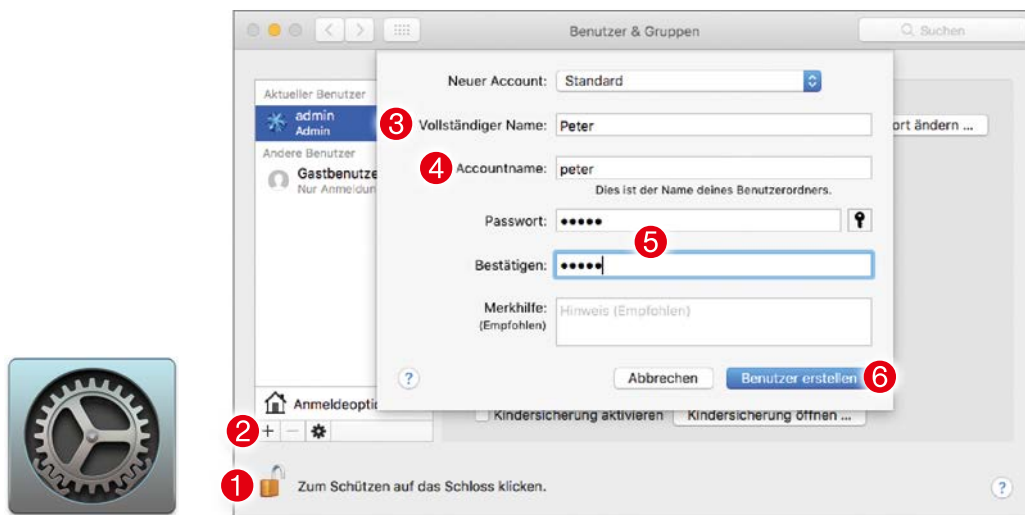 Benutzer & Gruppen
Suchen
Neuer Account: Standard
Aktueller Benutzer
admin
Admin
3 Vollständiger Name: Peter
ort ändern ...
Andere Benutzer
Gastbenutze
Nur Anmeldun
4 Accountname: peter
Dies ist der Name deines Benutzerordners.
Passwort: •••••
5
Bestätigen: •••••
Merkhilfe: Hinweis (Empfohlen)
(Empfohlen)
? Abbrechen Benutzer erstellen 6
Anmeldeoptio
Kindersicherung aktivieren Kindersicherung öffnen ...
2 + −
1 Zum Schützen auf das Schloss klicken. ?